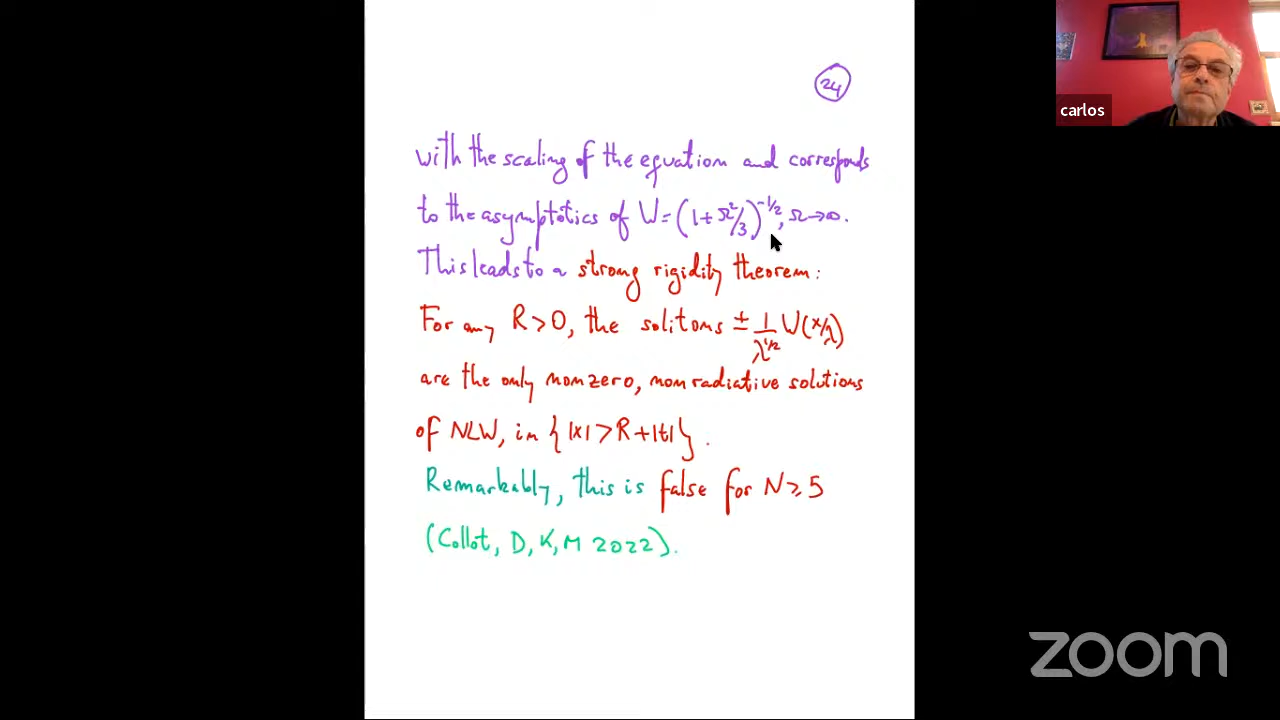 24
carlos
with the scaling of the equation and corresponds
to the asymptotics of W = (1 + r²/3)^{-1/2}, r → ∞.
This leads to a strong rigidity theorem:
For any R > 0, the solitons ± 1/λ^{1/2} W(x/λ)
are the only nonzero, nonradiative solutions
of NLW, in {|x| > R + |t|}.
Remarkably, this is false for N ≥ 5
(Collot, D, K, M 2022).
zoom